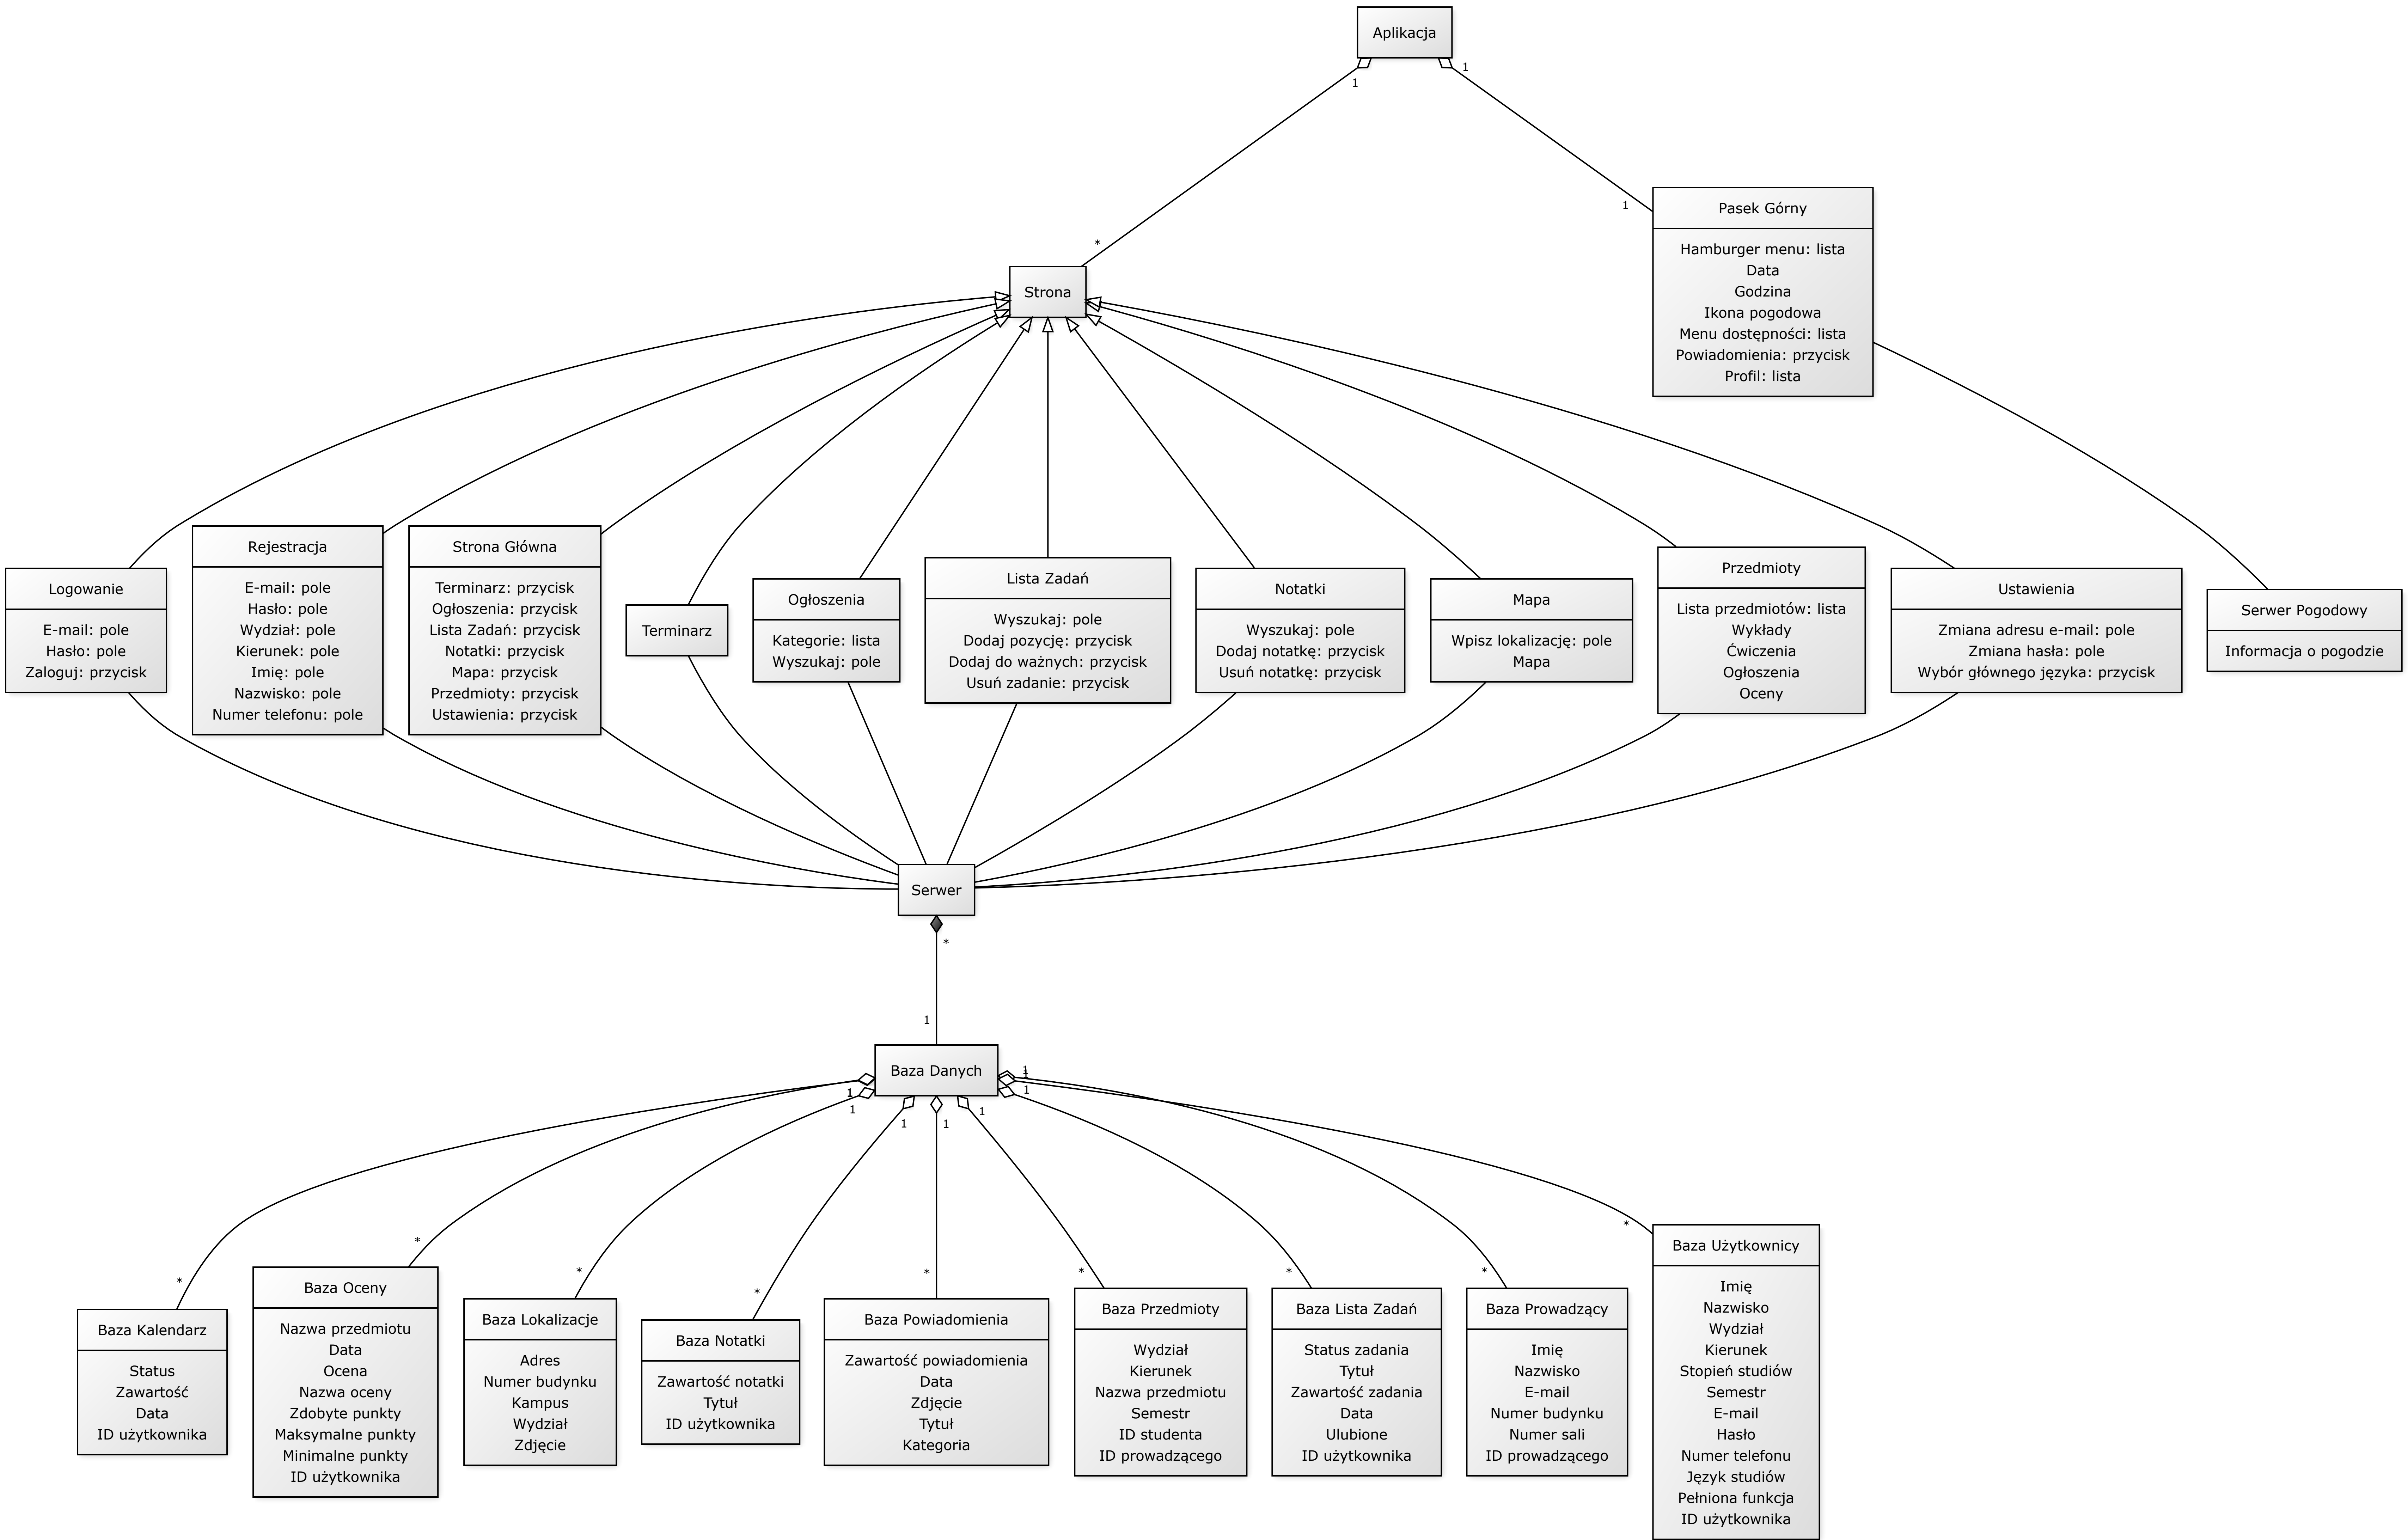 Aplikacja
1
1
*
1
Pasek Górny
Hamburger menu: lista
Data
Godzina
Ikona pogodowa
Menu dostępności: lista
Powiadomienia: przycisk
Profil: lista
Strona
Logowanie
E-mail: pole
Hasło: pole
Zaloguj: przycisk
Rejestracja
E-mail: pole
Hasło: pole
Wydział: pole
Kierunek: pole
Imię: pole
Nazwisko: pole
Numer telefonu: pole
Strona Główna
Terminarz: przycisk
Ogłoszenia: przycisk
Lista Zadań: przycisk
Notatki: przycisk
Mapa: przycisk
Przedmioty: przycisk
Ustawienia: przycisk
Terminarz
Ogłoszenia
Kategorie: lista
Wyszukaj: pole
Lista Zadań
Wyszukaj: pole
Dodaj pozycję: przycisk
Dodaj do ważnych: przycisk
Usuń zadanie: przycisk
Notatki
Wyszukaj: pole
Dodaj notatkę: przycisk
Usuń notatkę: przycisk
Mapa
Wpisz lokalizację: pole
Mapa
Przedmioty
Lista przedmiotów: lista
Wykłady
Ćwiczenia
Ogłoszenia
Oceny
Ustawienia
Zmiana adresu e-mail: pole
Zmiana hasła: pole
Wybór głównego języka: przycisk
Serwer Pogodowy
Informacja o pogodzie
Serwer
*
1
Baza Danych
1
1
1
1
1
1
1
1
1
*
*
*
*
*
*
*
*
*
Baza Kalendarz
Status
Zawartość
Data
ID użytkownika
Baza Oceny
Nazwa przedmiotu
Data
Ocena
Nazwa oceny
Zdobyte punkty
Maksymalne punkty
Minimalne punkty
ID użytkownika
Baza Lokalizacje
Adres
Numer budynku
Kampus
Wydział
Zdjęcie
Baza Notatki
Zawartość notatki
Tytuł
ID użytkownika
Baza Powiadomienia
Zawartość powiadomienia
Data
Zdjęcie
Tytuł
Kategoria
Baza Przedmioty
Wydział
Kierunek
Nazwa przedmiotu
Semestr
ID studenta
ID prowadzącego
Baza Lista Zadań
Status zadania
Tytuł
Zawartość zadania
Data
Ulubione
ID użytkownika
Baza Prowadzący
Imię
Nazwisko
E-mail
Numer budynku
Numer sali
ID prowadzącego
Baza Użytkownicy
Imię
Nazwisko
Wydział
Kierunek
Stopień studiów
Semestr
E-mail
Hasło
Numer telefonu
Język studiów
Pełniona funkcja
ID użytkownika